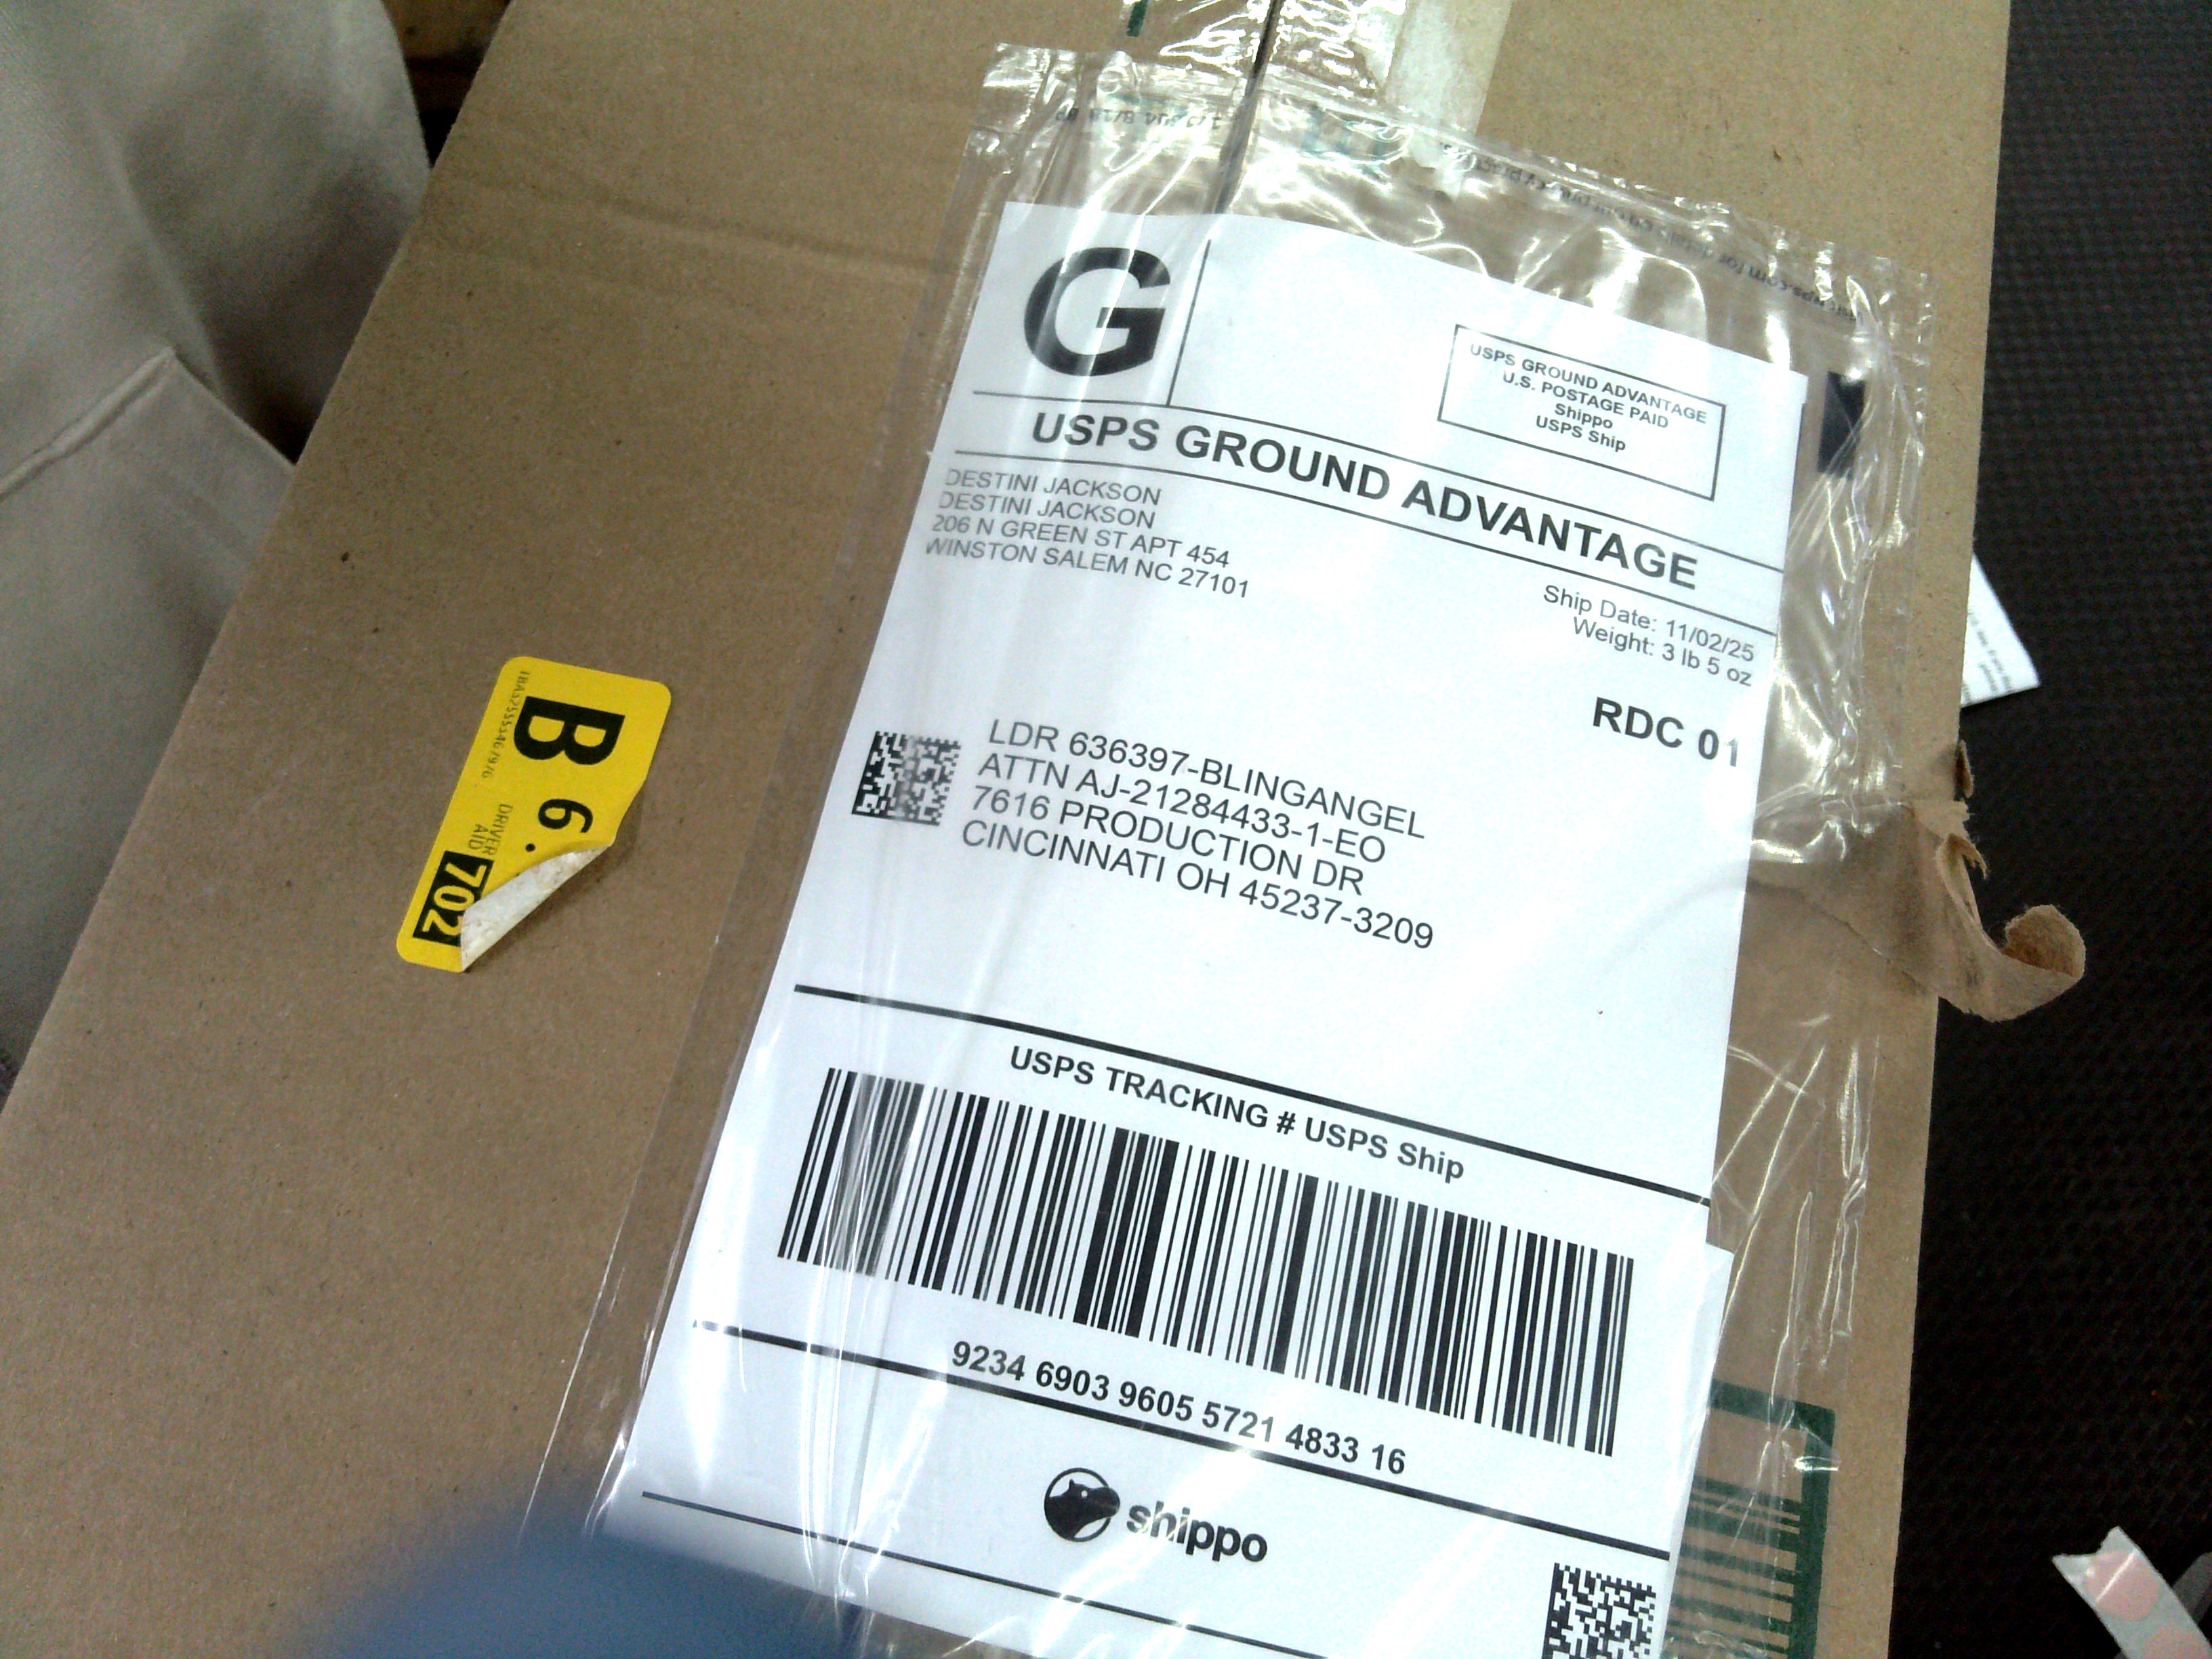 G
USPS GROUND ADVANTAGE
U.S. POSTAGE PAID
Shippo
USPS Ship
USPS GROUND ADVANTAGE
DESTINI JACKSON
DESTINI JACKSON
206 N GREEN ST APT 454
WINSTON SALEM NC 27101
Ship Date: 11/02/25
Weight: 3 lb 5 oz
RDC 01
LDR 636397-BLINGANGEL
ATTN AJ-2128433-1-EO
7616 PRODUCTION DR
CINCINNATI OH 45237-3209
USPS TRACKING # USPS Ship
9234 6903 9605 5721 4833 16
shippo
B
6.
DRIVER
AID
702